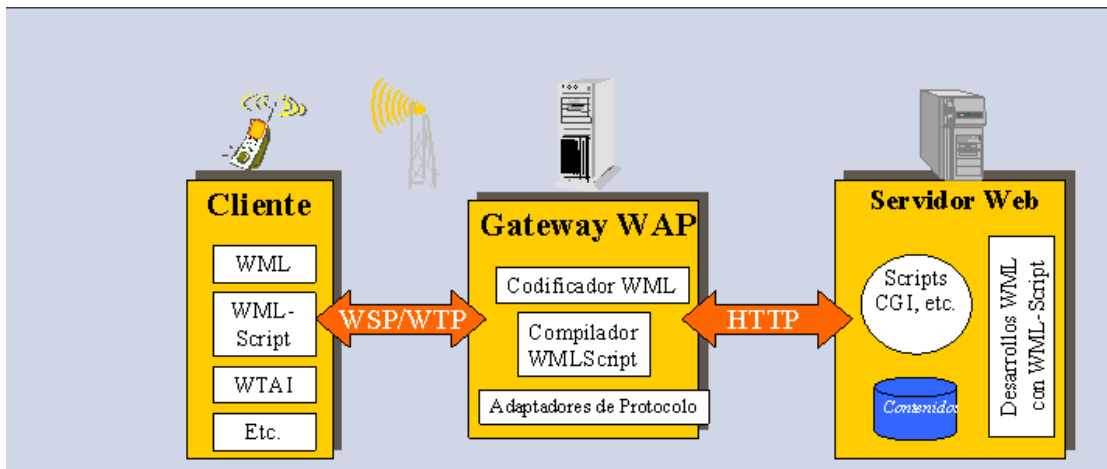 Cliente
WML
WML-
Script
WTAI
Etc.
WSP/WTP
Gateway WAP
Codificador WML
Compilador
WMLScript
Adaptadores de Protocolo
HTTP
Servidor Web
Scripts
CGI, etc.
Contenidos
Desarrollos WML
con WML-Script